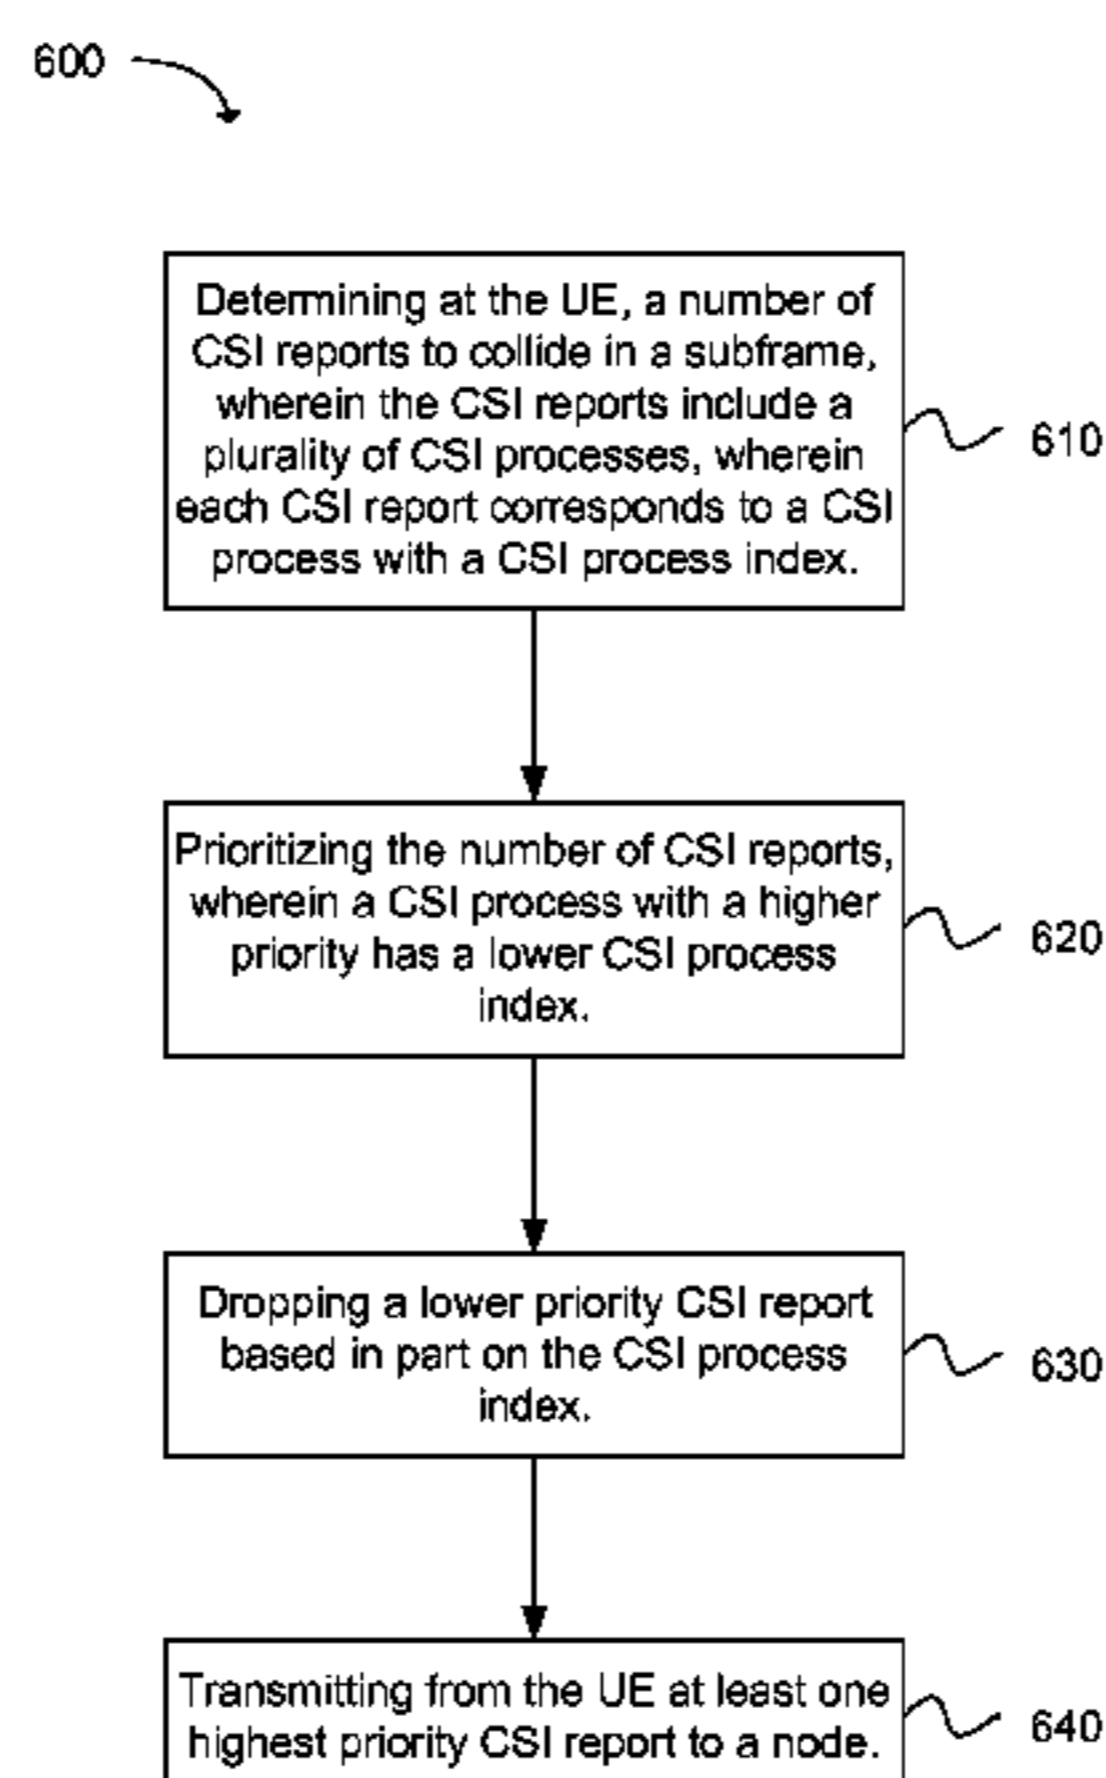 600
Determining at the UE, a number of
CSI reports to collide in a subframe,
wherein the CSI reports include a
plurality of CSI processes, wherein
each CSI report corresponds to a CSI
process with a CSI process index.
610
Prioritizing the number of CSI reports,
wherein a CSI process with a higher
priority has a lower CSI process
index.
620
Dropping a lower priority CSI report
based in part on the CSI process
index.
630
Transmitting from the UE at least one
highest priority CSI report to a node.
640